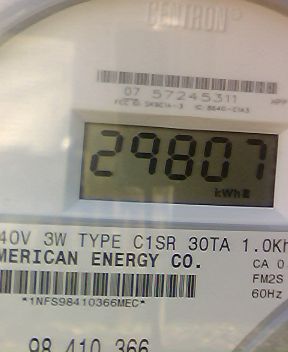 CENTRON®
07 57245311
29807
kWh
40V 3W TYPE C1SR 30TA 1.0Kh
MERICAN ENERGY CO.
CA 0
FM2S
*1NFS98410366MEC*
60Hz
98 410 366